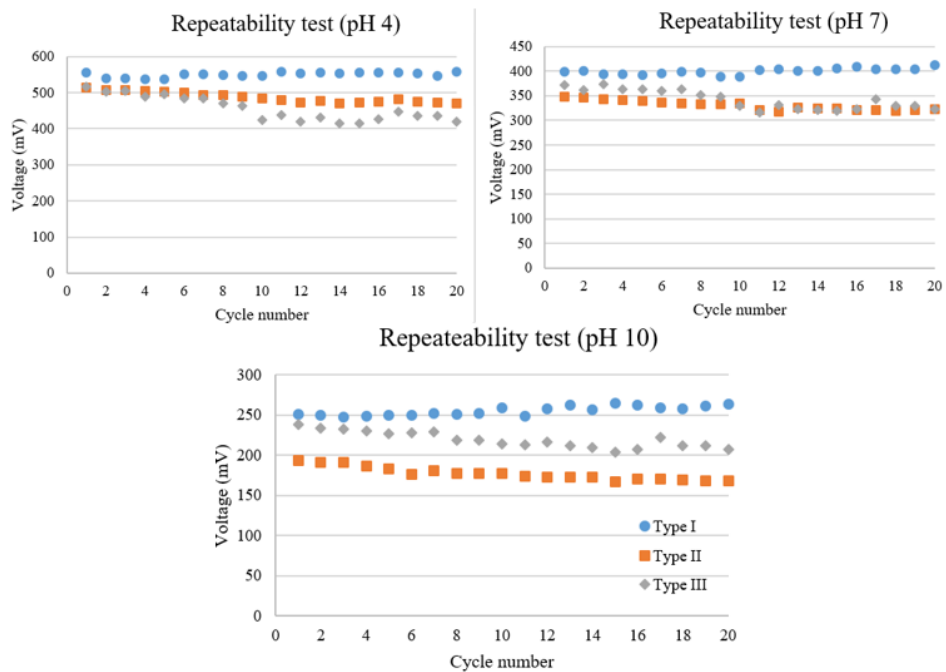 Repeatability test (pH 4)
600
500
400
300
200
100
0
Voltage (mV)
0 2 4 6 8 10 12 14 16 18 20
Cycle number
Repeatability test (pH 7)
450
400
350
300
250
200
150
100
50
0
Voltage (mV)
0 2 4 6 8 10 12 14 16 18 20
Cycle number
Repeateability test (pH 10)
300
250
200
150
100
50
0
Voltage (mV)
Type I
Type II
Type III
0 2 4 6 8 10 12 14 16 18 20
Cycle number